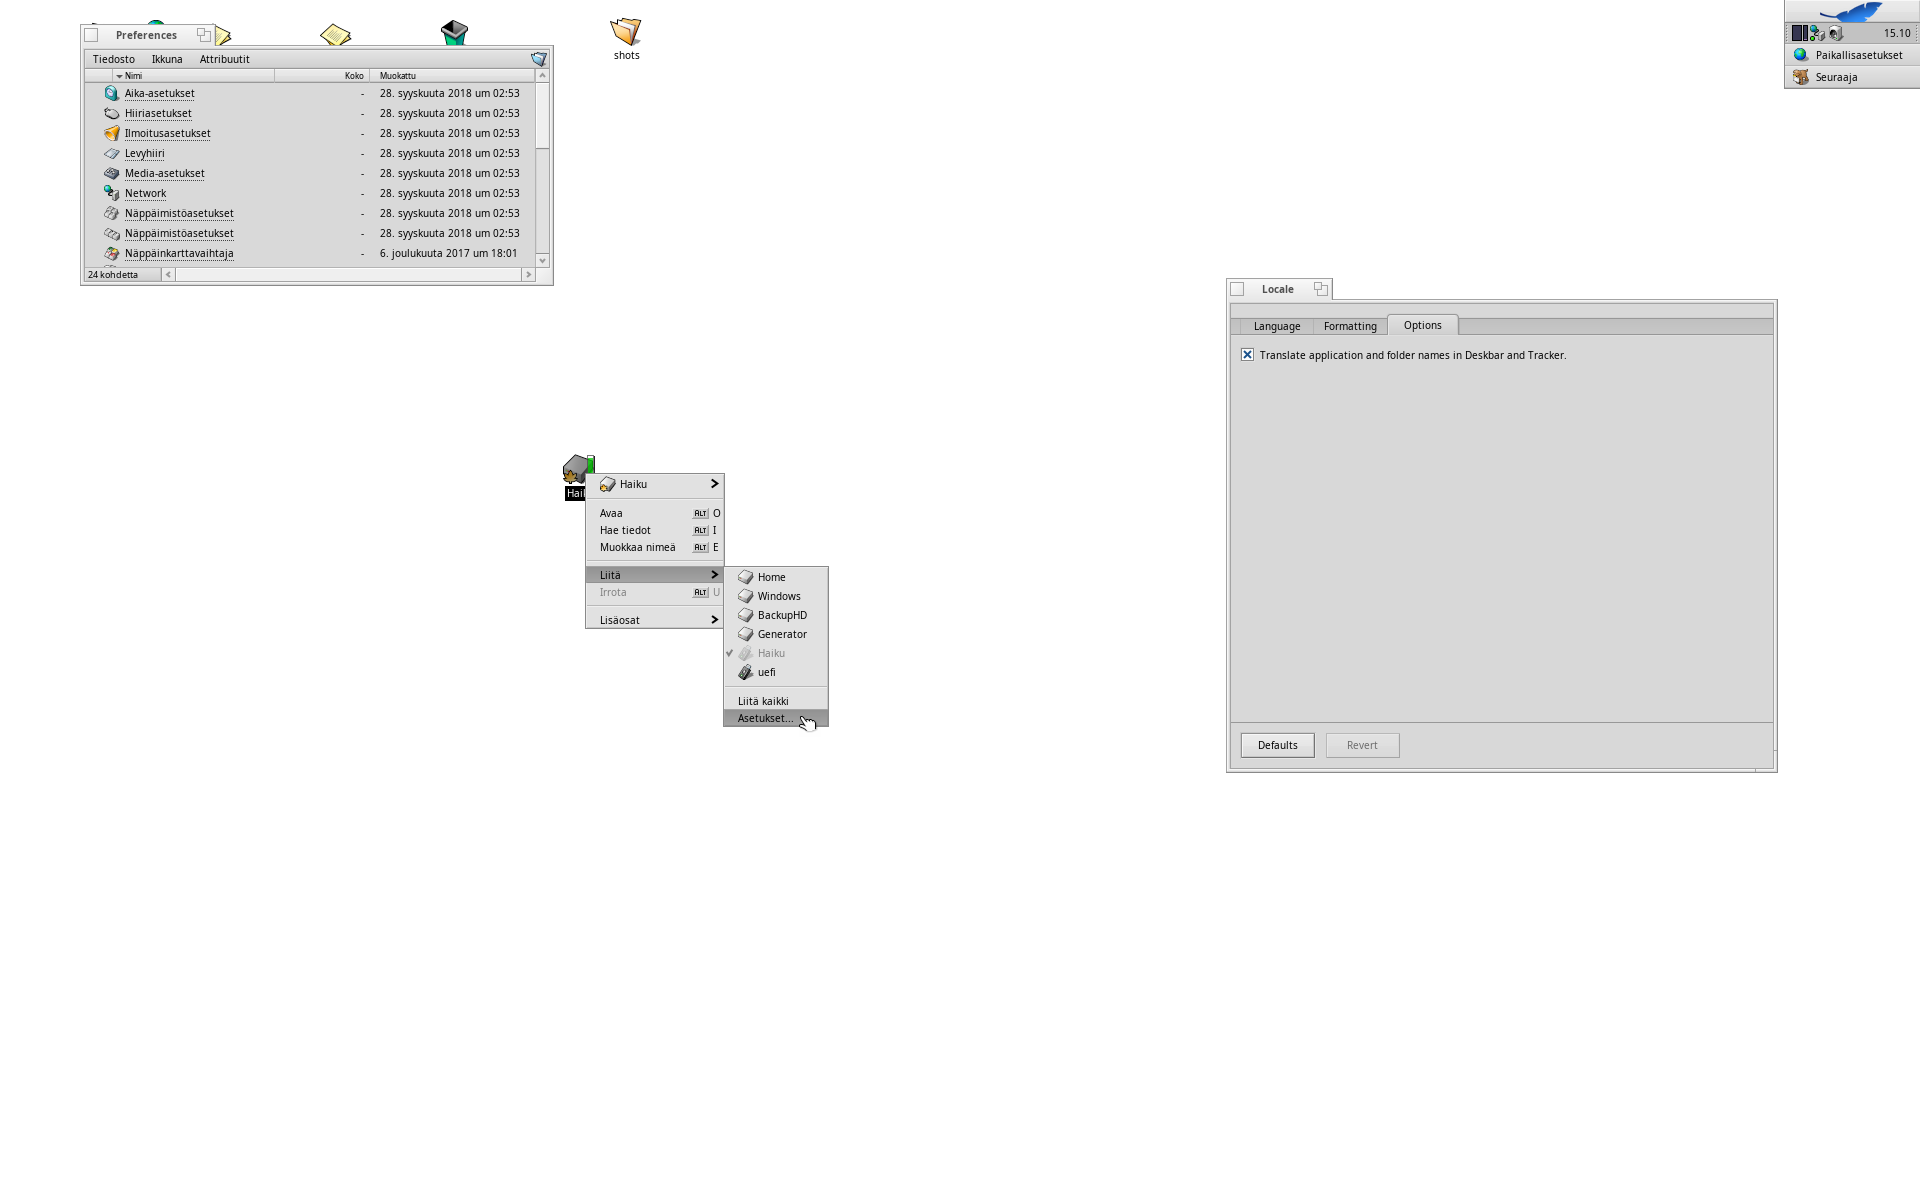 Preferences
Tiedosto Ikkuna Attribuutit
Nimi Koko Muokattu
Aika-asetukset - 28. syyskuuta 2018 um 02:53
Hiiriasetukset - 28. syyskuuta 2018 um 02:53
Ilmoitusasetukset - 28. syyskuuta 2018 um 02:53
Levyhiiri - 28. syyskuuta 2018 um 02:53
Media-asetukset - 28. syyskuuta 2018 um 02:53
Network - 28. syyskuuta 2018 um 02:53
Näppäimistöasetukset - 28. syyskuuta 2018 um 02:53
Näppäimistöasetukset - 28. syyskuuta 2018 um 02:53
Näppäinkarttavaihtaja - 6. joulukuuta 2017 um 18:01
24 kohdetta
shots
15.10
Paikallisasetukset
Seuraaja
Haiku
Avaa ALT O
Hae tiedot ALT I
Muokkaa nimeä ALT E
Liitä
Irrota ALT U
Lisäosat
Home
Windows
BackupHD
Generator
Haiku
uefi
Liitä kaikki
Asetukset...
Locale
Language Formatting Options
Translate application and folder names in Deskbar and Tracker.
Defaults Revert